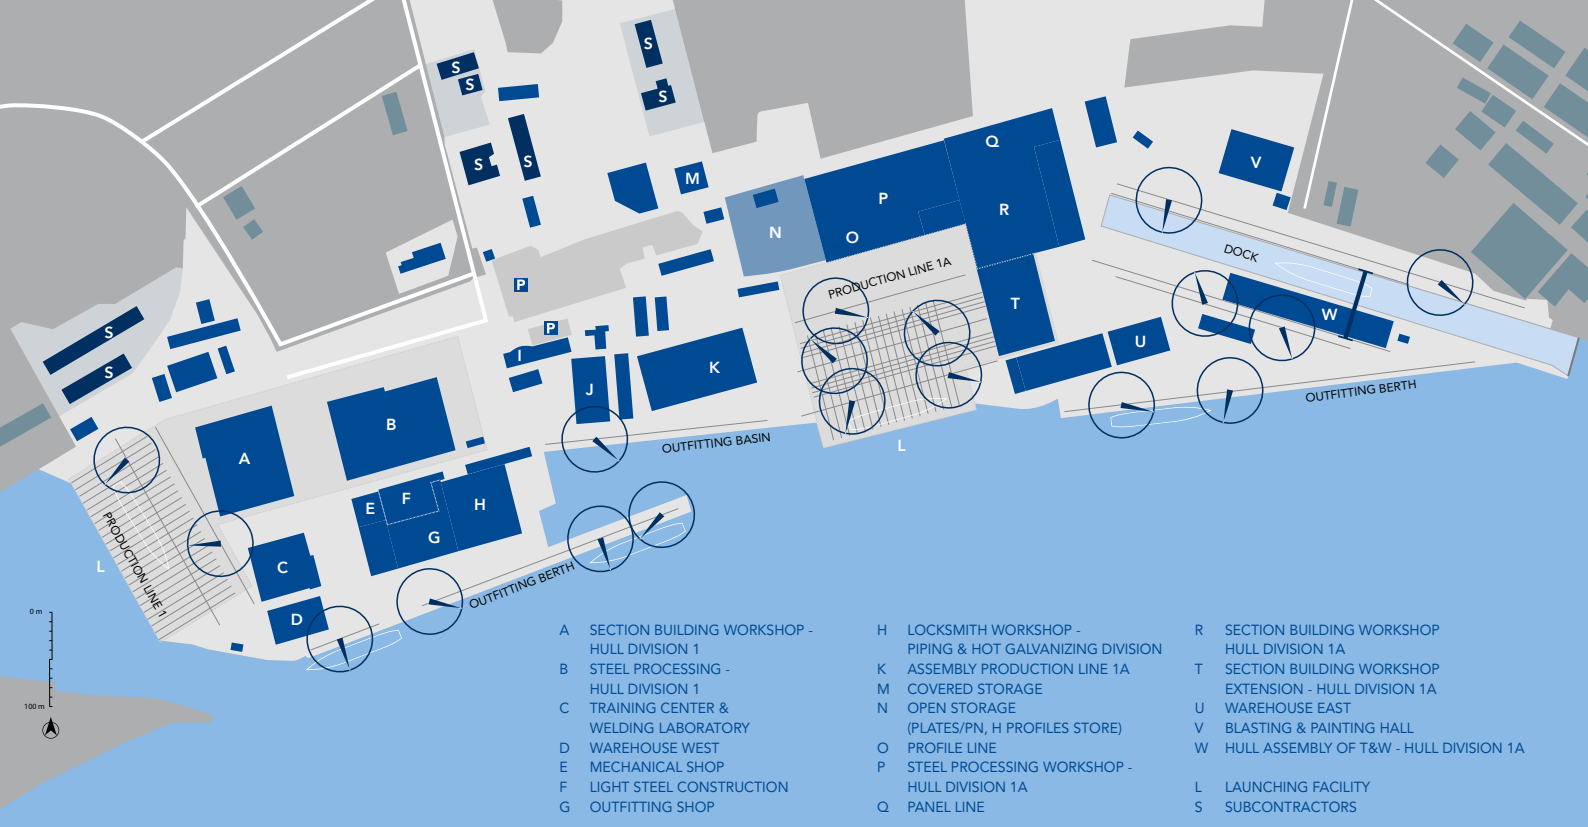 S
S
S
S
S
S
M
N
P
O
Q
R
V
T
DOCK
W
U
PRODUCTION LINE 1A
P
P
I
J
K
S
S
A
B
E
F
G
H
C
D
L
L
PRODUCTION LINE 1
OUTFITTING BASIN
OUTFITTING BERTH
OUTFITTING BERTH
0 m
100 m
A SECTION BUILDING WORKSHOP -
HULL DIVISION 1
B STEEL PROCESSING -
HULL DIVISION 1
C TRAINING CENTER &
WELDING LABORATORY
D WAREHOUSE WEST
E MECHANICAL SHOP
F LIGHT STEEL CONSTRUCTION
G OUTFITTING SHOP
H LOCKSMITH WORKSHOP -
PIPING & HOT GALVANIZING DIVISION
K ASSEMBLY PRODUCTION LINE 1A
M COVERED STORAGE
N OPEN STORAGE
(PLATES/PN, H PROFILES STORE)
O PROFILE LINE
P STEEL PROCESSING WORKSHOP -
HULL DIVISION 1A
Q PANEL LINE
R SECTION BUILDING WORKSHOP
HULL DIVISION 1A
T SECTION BUILDING WORKSHOP
EXTENSION - HULL DIVISION 1A
U WAREHOUSE EAST
V BLASTING & PAINTING HALL
W HULL ASSEMBLY OF T&W - HULL DIVISION 1A
L LAUNCHING FACILITY
S SUBCONTRACTORS